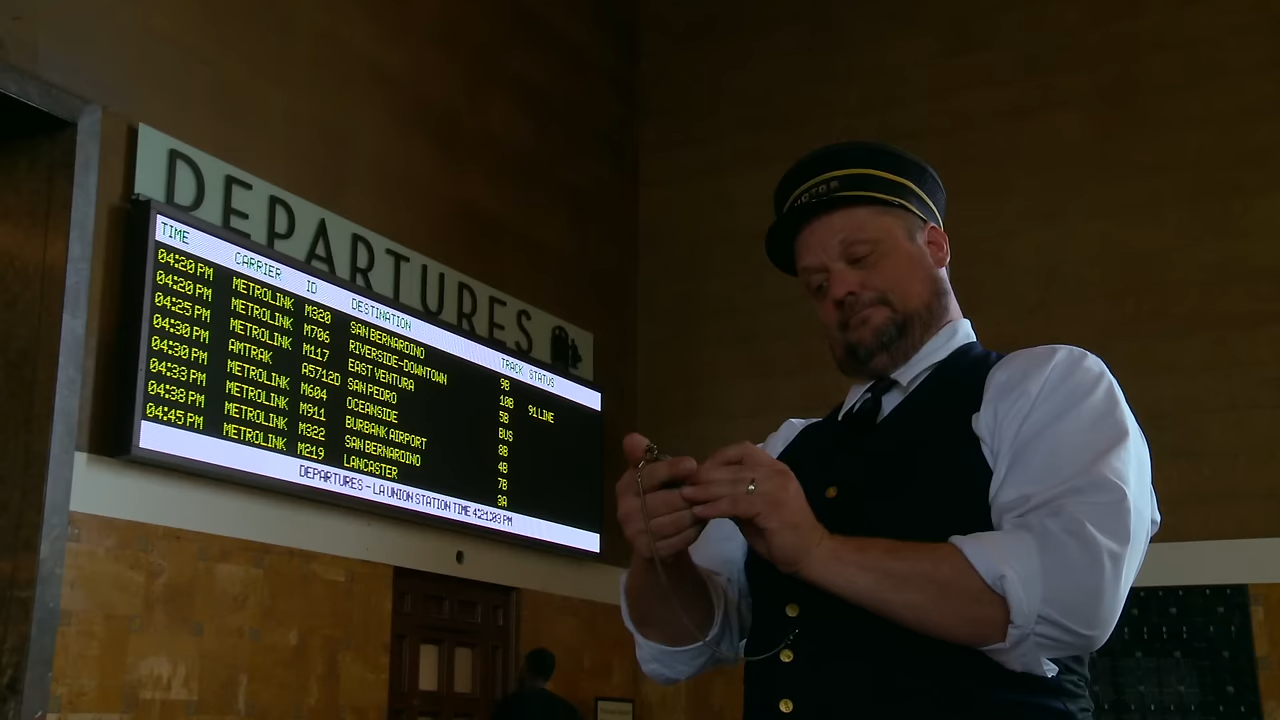 DEPARTURES
TIME CARRIER ID DESTINATION TRACK STATUS
04:20 PM METROLINK M320 SAN BERNARDINO 9B
04:20 PM METROLINK M706 RIVERSIDE-DOWNTOWN 10B 91 LINE
04:25 PM METROLINK M117 EAST VENTURA 5B
04:30 PM AMTRAK A5712D SAN PEDRO BUS
04:30 PM METROLINK M604 OCEANSIDE 8B
04:33 PM METROLINK M911 BURBANK AIRPORT 4B
04:38 PM METROLINK M322 SAN BERNARDINO 7B
04:45 PM METROLINK M219 LANCASTER 3A
DEPARTURES - LA UNION STATION TIME 4:21:03 PM